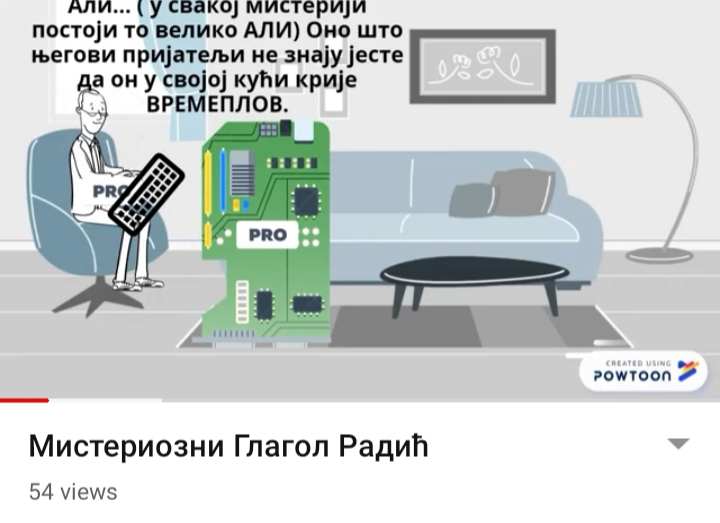 Али... ( у свакој мистерији
постоји то велико АЛИ) Оно што
његови пријатељи не знају јесте
да он у својој кући крије
ВРЕМЕПЛОВ.
PRO
PRO
CREATED USING
POWTOON
Мистериозни Глагол Радић
54 views